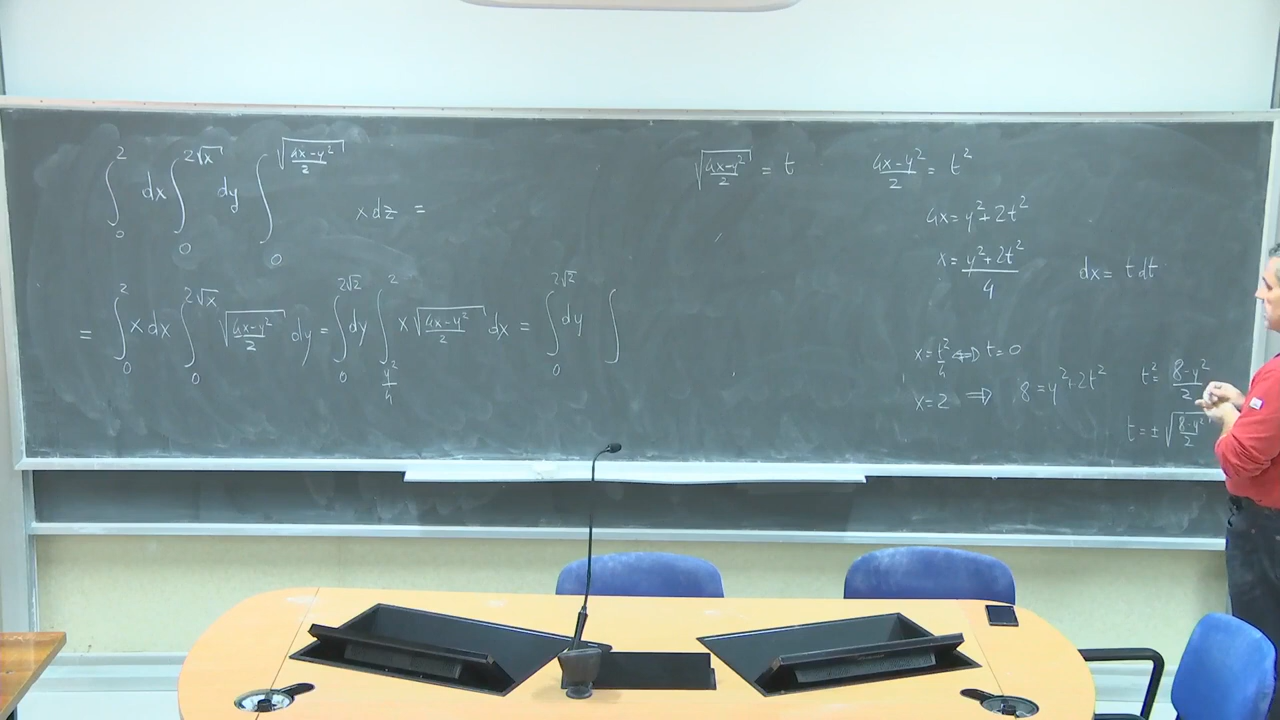 ∫₀² dx ∫₀^{2√x} dy ∫₀^{√((4x-y²)/2)} x dz =
= ∫₀² x dx ∫₀^{2√x} √((4x-y²)/2) dy = ∫₀^{2√2} dy ∫_{y²/4}^{2} x √((4x-y²)/2) dx = ∫₀^{2√2} dy ∫
√((4x-y²)/2) = t
(4x-y²)/2 = t²
4x = y²+2t²
x = (y²+2t²)/4
dx = t dt
x = t²/4 ⟺ t=0
x=2 ⟹ 8=y²+2t²
t² = (8-y²)/2
t = ± √((8-y²)/2)